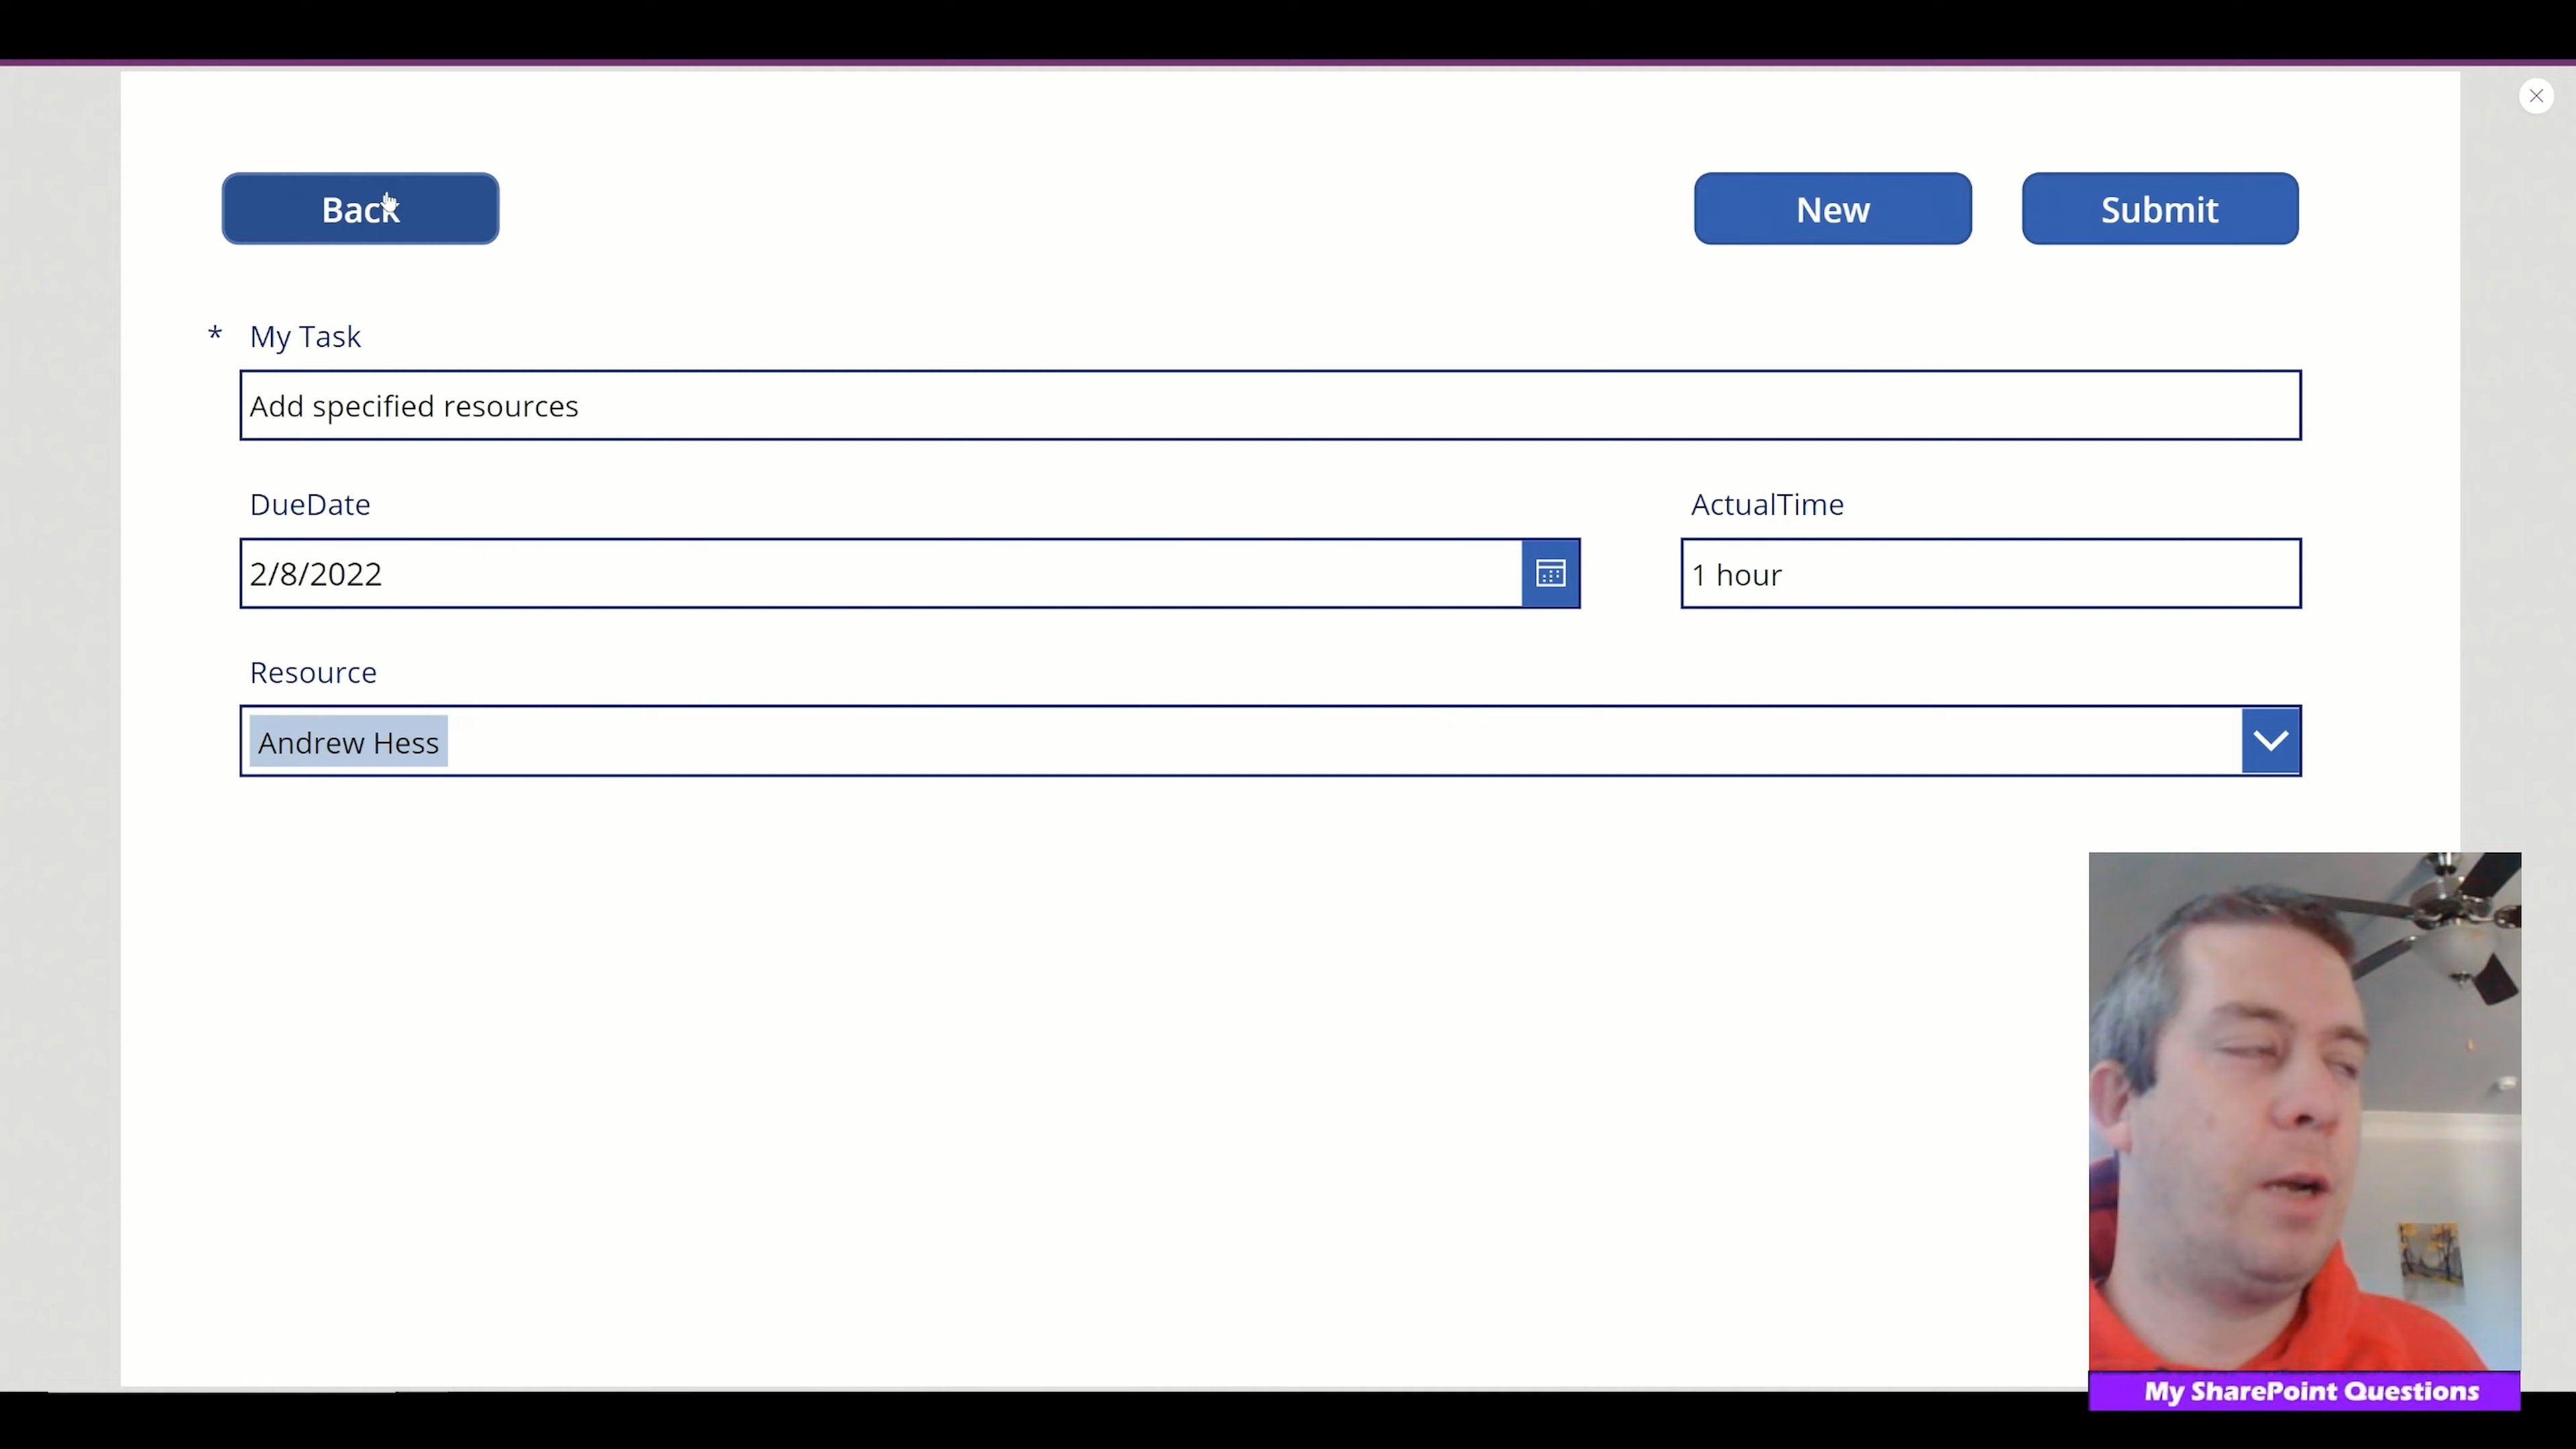 Back
New
Submit
* My Task
Add specified resources
DueDate
ActualTime
2/8/2022
1 hour
Resource
Andrew Hess
My SharePoint Questions